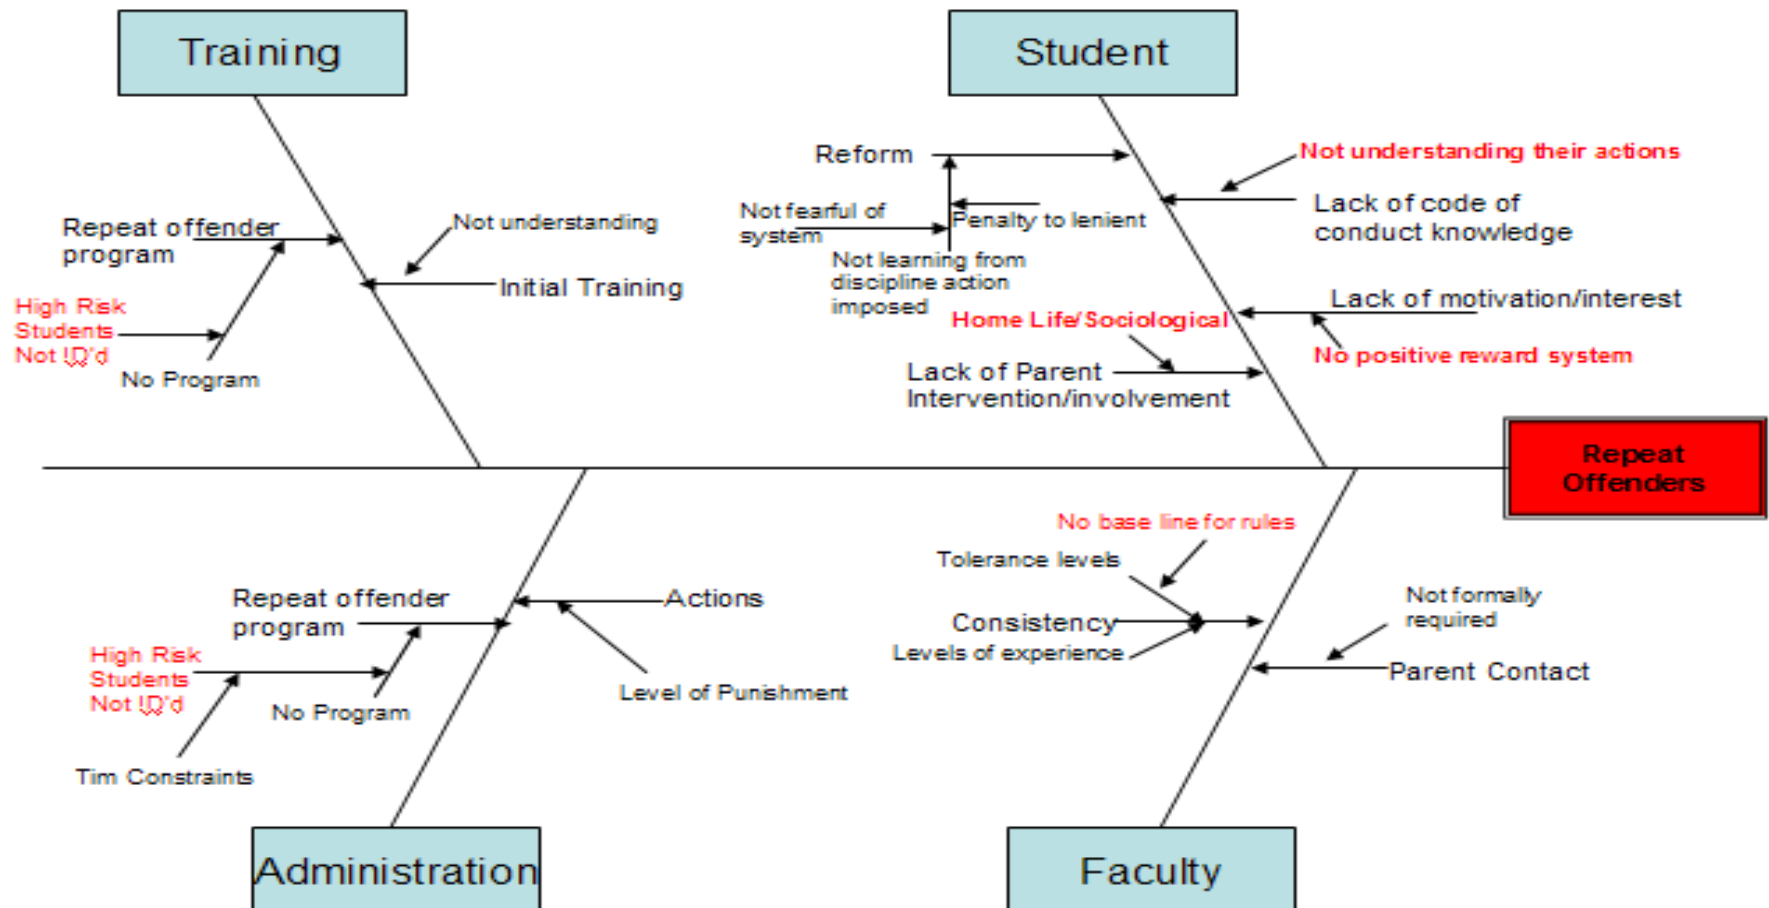 Training
Student
Reform
Not understanding their actions
Lack of code of
conduct knowledge
Not fearful of
system
Penalty to lenient
Not learning from
discipline action
imposed
Repeat offender
program
Not understanding
Initial Training
High Risk
Students
Not ID'd
No Program
Home Life/Sociological
Lack of motivation/interest
No positive reward system
Lack of Parent
Intervention/involvement
Repeat
Offenders
No base line for rules
Tolerance levels
Consistency
Levels of experience
Not formally
required
Parent Contact
Repeat offender
program
Actions
High Risk
Students
Not ID'd
No Program
Level of Punishment
Tim Constraints
Administration
Faculty